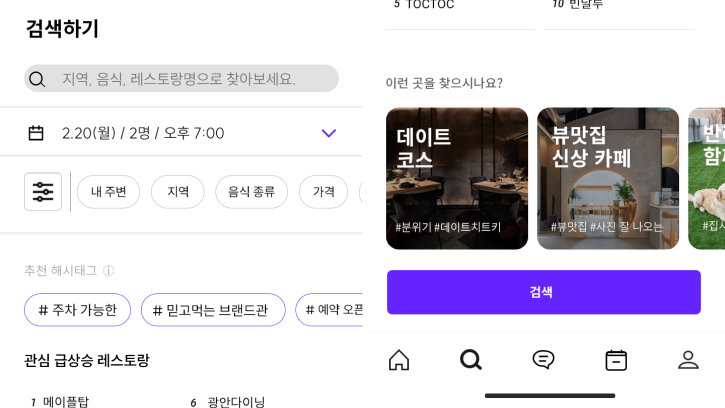 검색하기
지역, 음식, 레스토랑명으로 찾아보세요.
2.20(월) / 2명 / 오후 7:00
내 주변
지역
음식 종류
가격
추천 해시태그
# 주차 가능한
# 믿고먹는 브랜드관
# 예약 오픈
관심 급상승 레스토랑
1 메이플탑
6 광안다이닝
5 TOCTOC
10 빈달루
이런 곳을 찾으시나요?
데이트
코스
#분위기 #데이트치트키
뷰맛집
신상 카페
#뷰맛집 #사진 잘 나오는
함께
검색